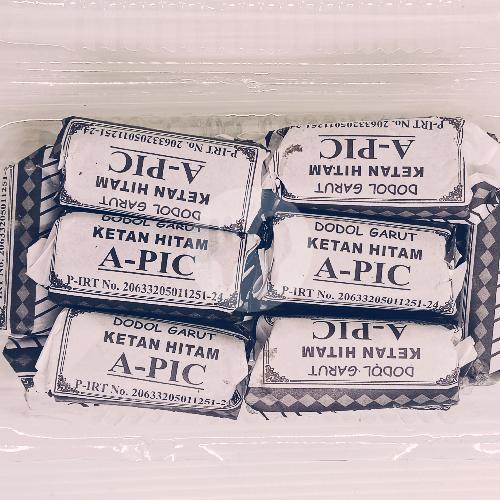 P-IRT No. 20633205011251-24
A-PIC
KETAN HITAM
DODOL GARUT
P-IRT No. 20633205011251
A-PIC
KETAN HITAM
DODOL GARUT
DODOL GARUT
KETAN HITAM
A-PIC
P-IRT No. 20633205011251-24
DODOL GARUT
KETAN HITAM
A-PIC
P-IRT No. 20633205011251-24
DODOL GARUT
KETAN HITAM
A-PIC
P-IRT No. 20633205011251-24
A-PIC
KETAN HITAM
DODOL GARUT